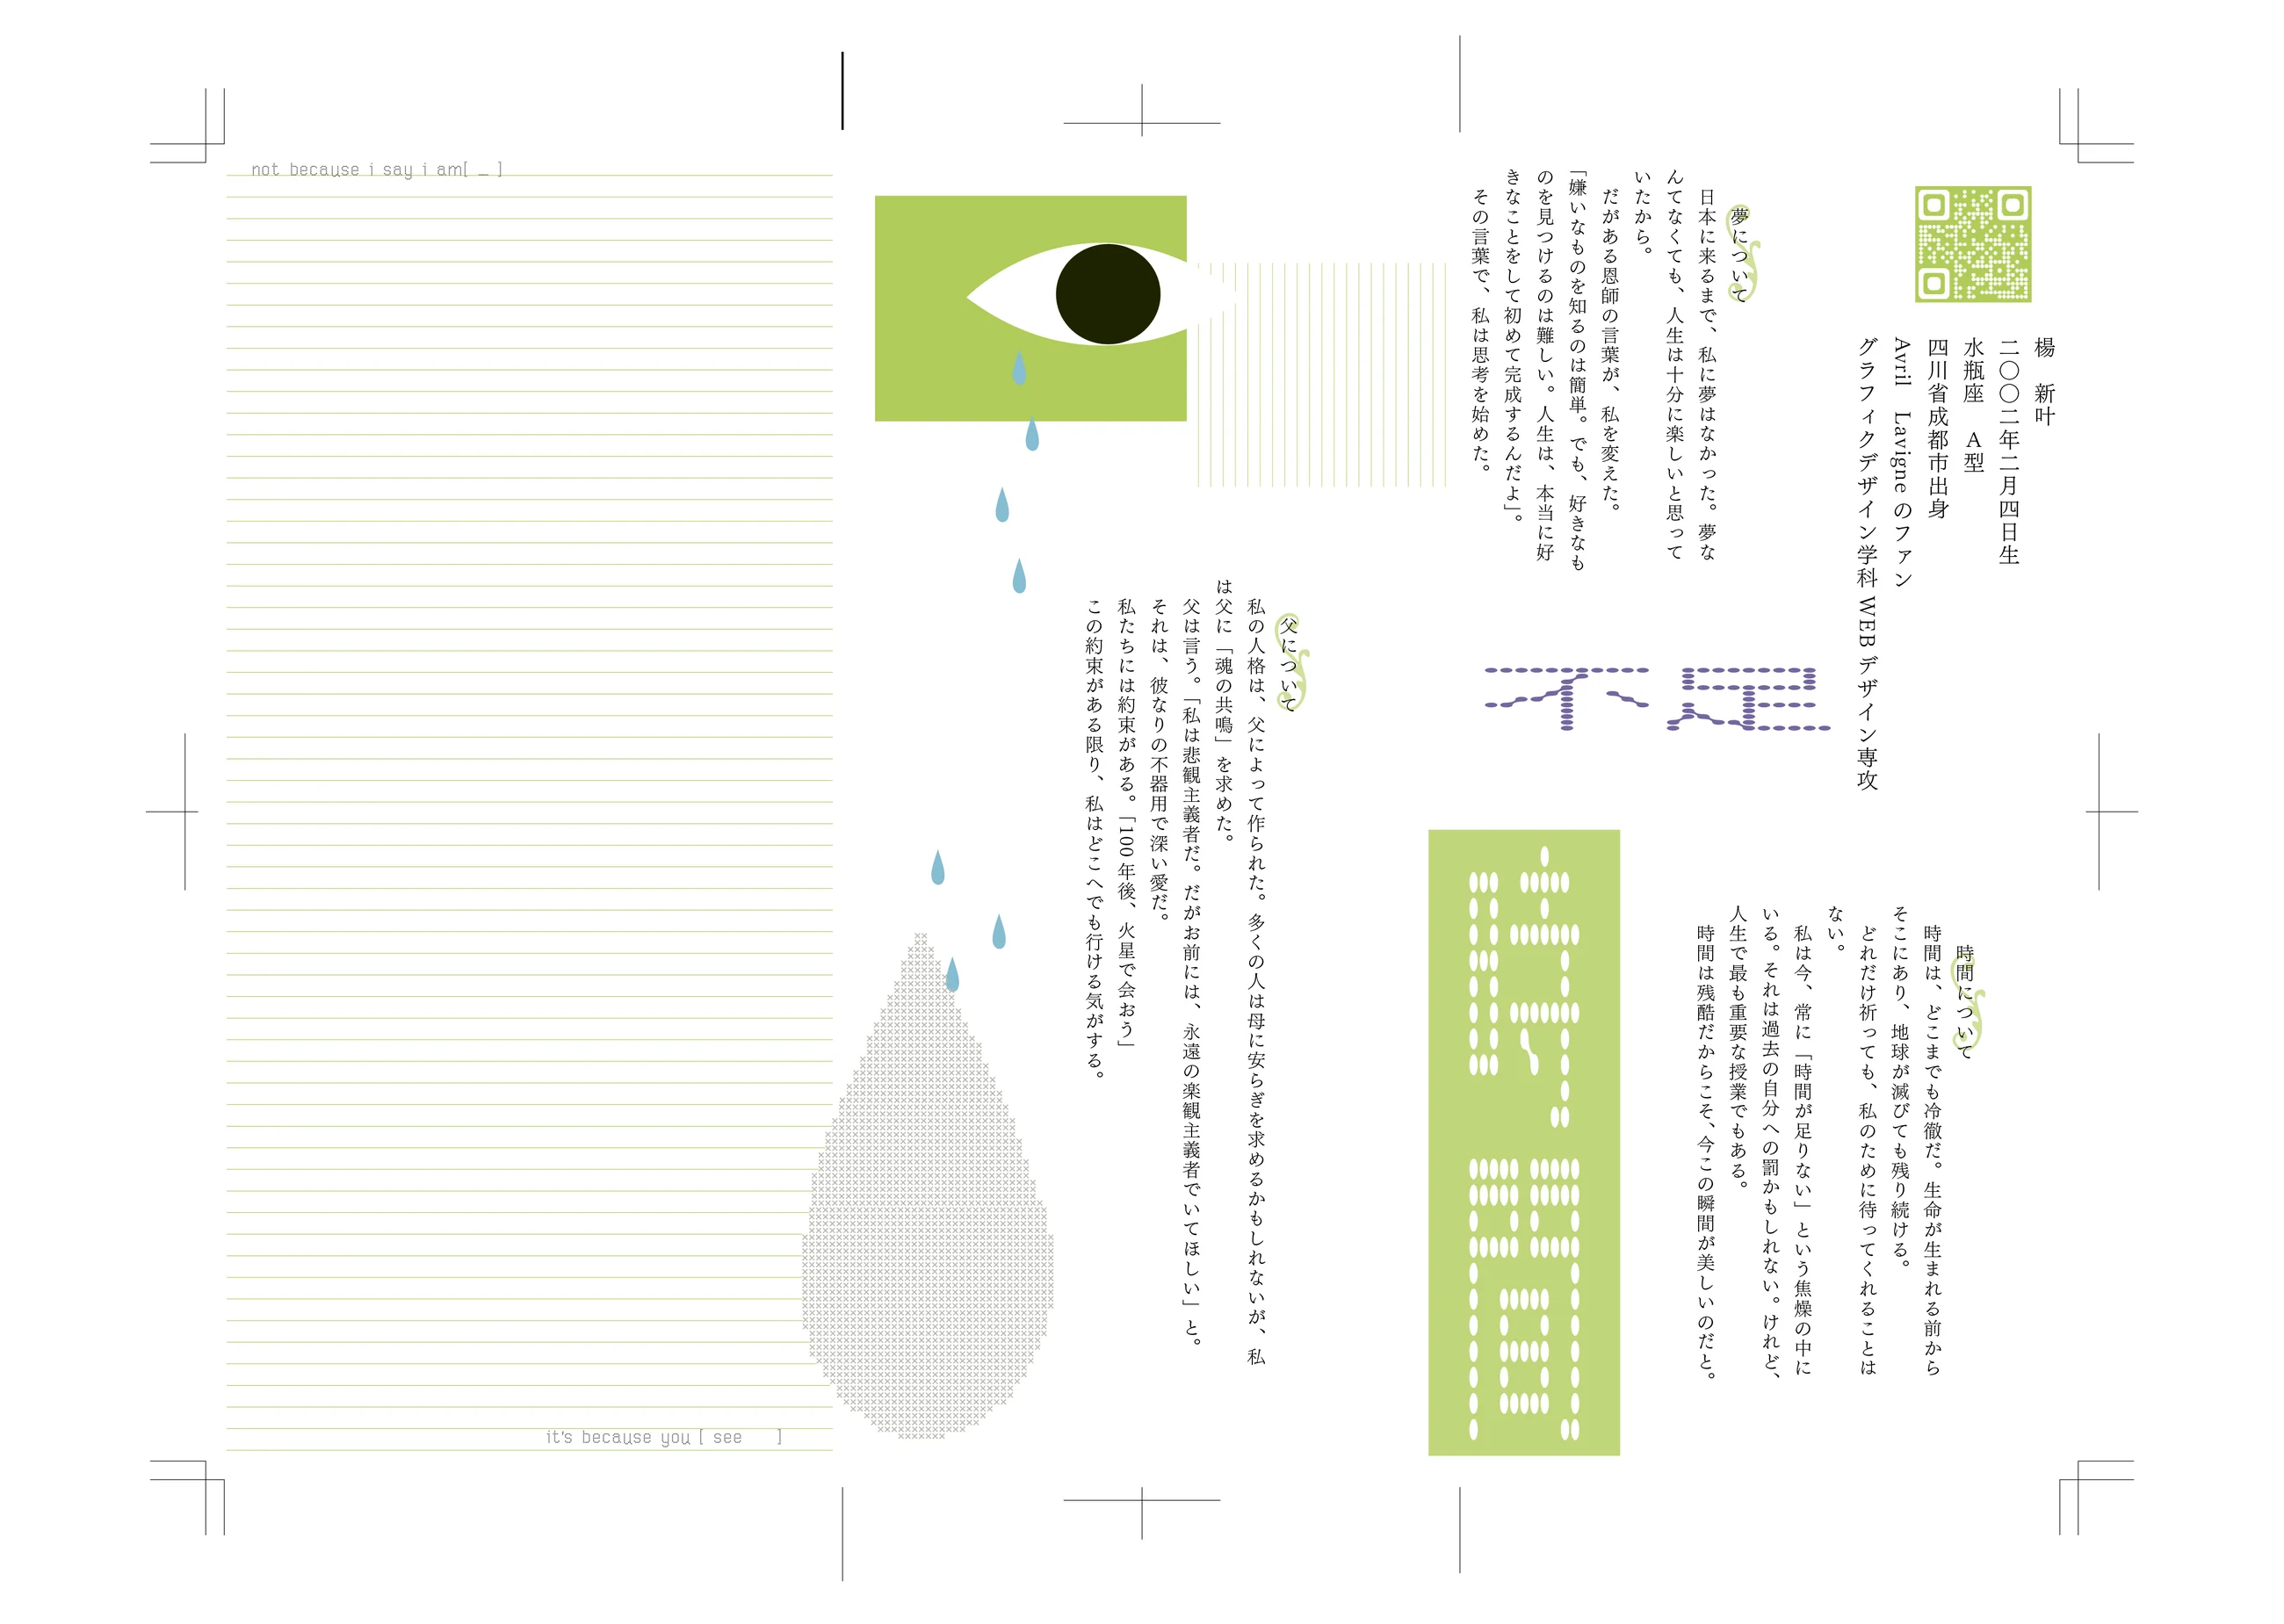 楊　新叶
二〇〇二年二月四日生
水瓶座　A型
四川省成都市出身
Avril Lavigne のファン
グラフィクデザイン学科 WEB デザイン専攻
夢について
日本に来るまで、私に夢はなかった。夢な
んてなくても、人生は十分に楽しいと思って
いたから。
だがある恩師の言葉が、私を変えた。
「嫌いなものを知るのは簡単。でも、好きなも
のを見つけるのは難しい。人生は、本当に好
きなことをして初めて完成するんだよ」。
その言葉で、私は思考を始めた。
時間について
時間は、どこまでも冷徹だ。生命が生まれる前から
そこにあり、地球が滅びても残り続ける。
どれだけ祈っても、私のために待ってくれることは
ない。
私は今、常に「時間が足りない」という焦燥の中に
いる。それは過去の自分への罰かもしれない。けれど、
人生で最も重要な授業でもある。
時間は残酷だからこそ、今この瞬間が美しいのだと。
不足
時間
父について
私の人格は、父によって作られた。多くの人は母に安らぎを求めるかもしれないが、私
は父に「魂の共鳴」を求めた。
父は言う。「私は悲観主義者だ。だがお前には、永遠の楽観主義者でいてほしい」と。
それは、彼なりの不器用で深い愛だ。
私たちには約束がある。「100 年後、火星で会おう」
この約束がある限り、私はどこへでも行ける気がする。
not because i say i am[ _ ]
it's because you [ see ]